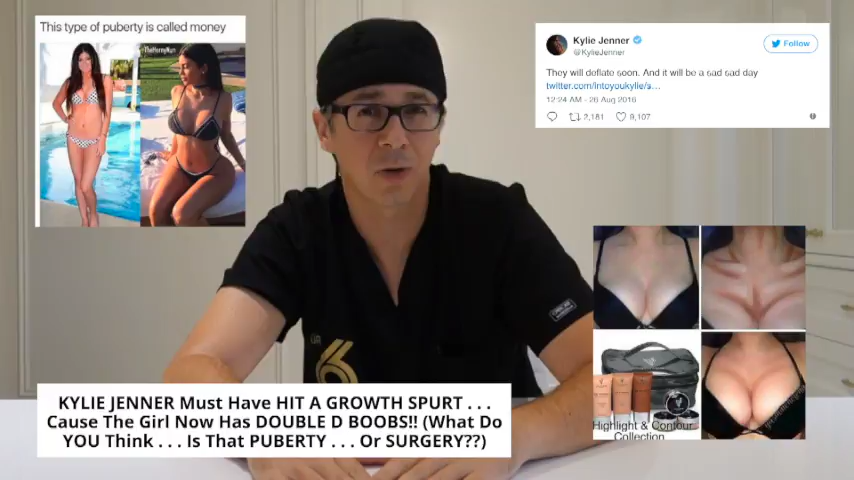 This type of puberty is called money
@TheHornyNun
Kylie Jenner
@KylieJenner
Follow
They will deflate soon. And it will be a sad sad day
twitter.com/intoyoukylie/s…
12:24 AM - 26 Aug 2016
2,181
9,107
Highlight & Contour
Collection
6
KYLIE JENNER Must Have HIT A GROWTH SPURT . . .
Cause The Girl Now Has DOUBLE D BOOBS!! (What Do
YOU Think . . . Is That PUBERTY . . . Or SURGERY??)